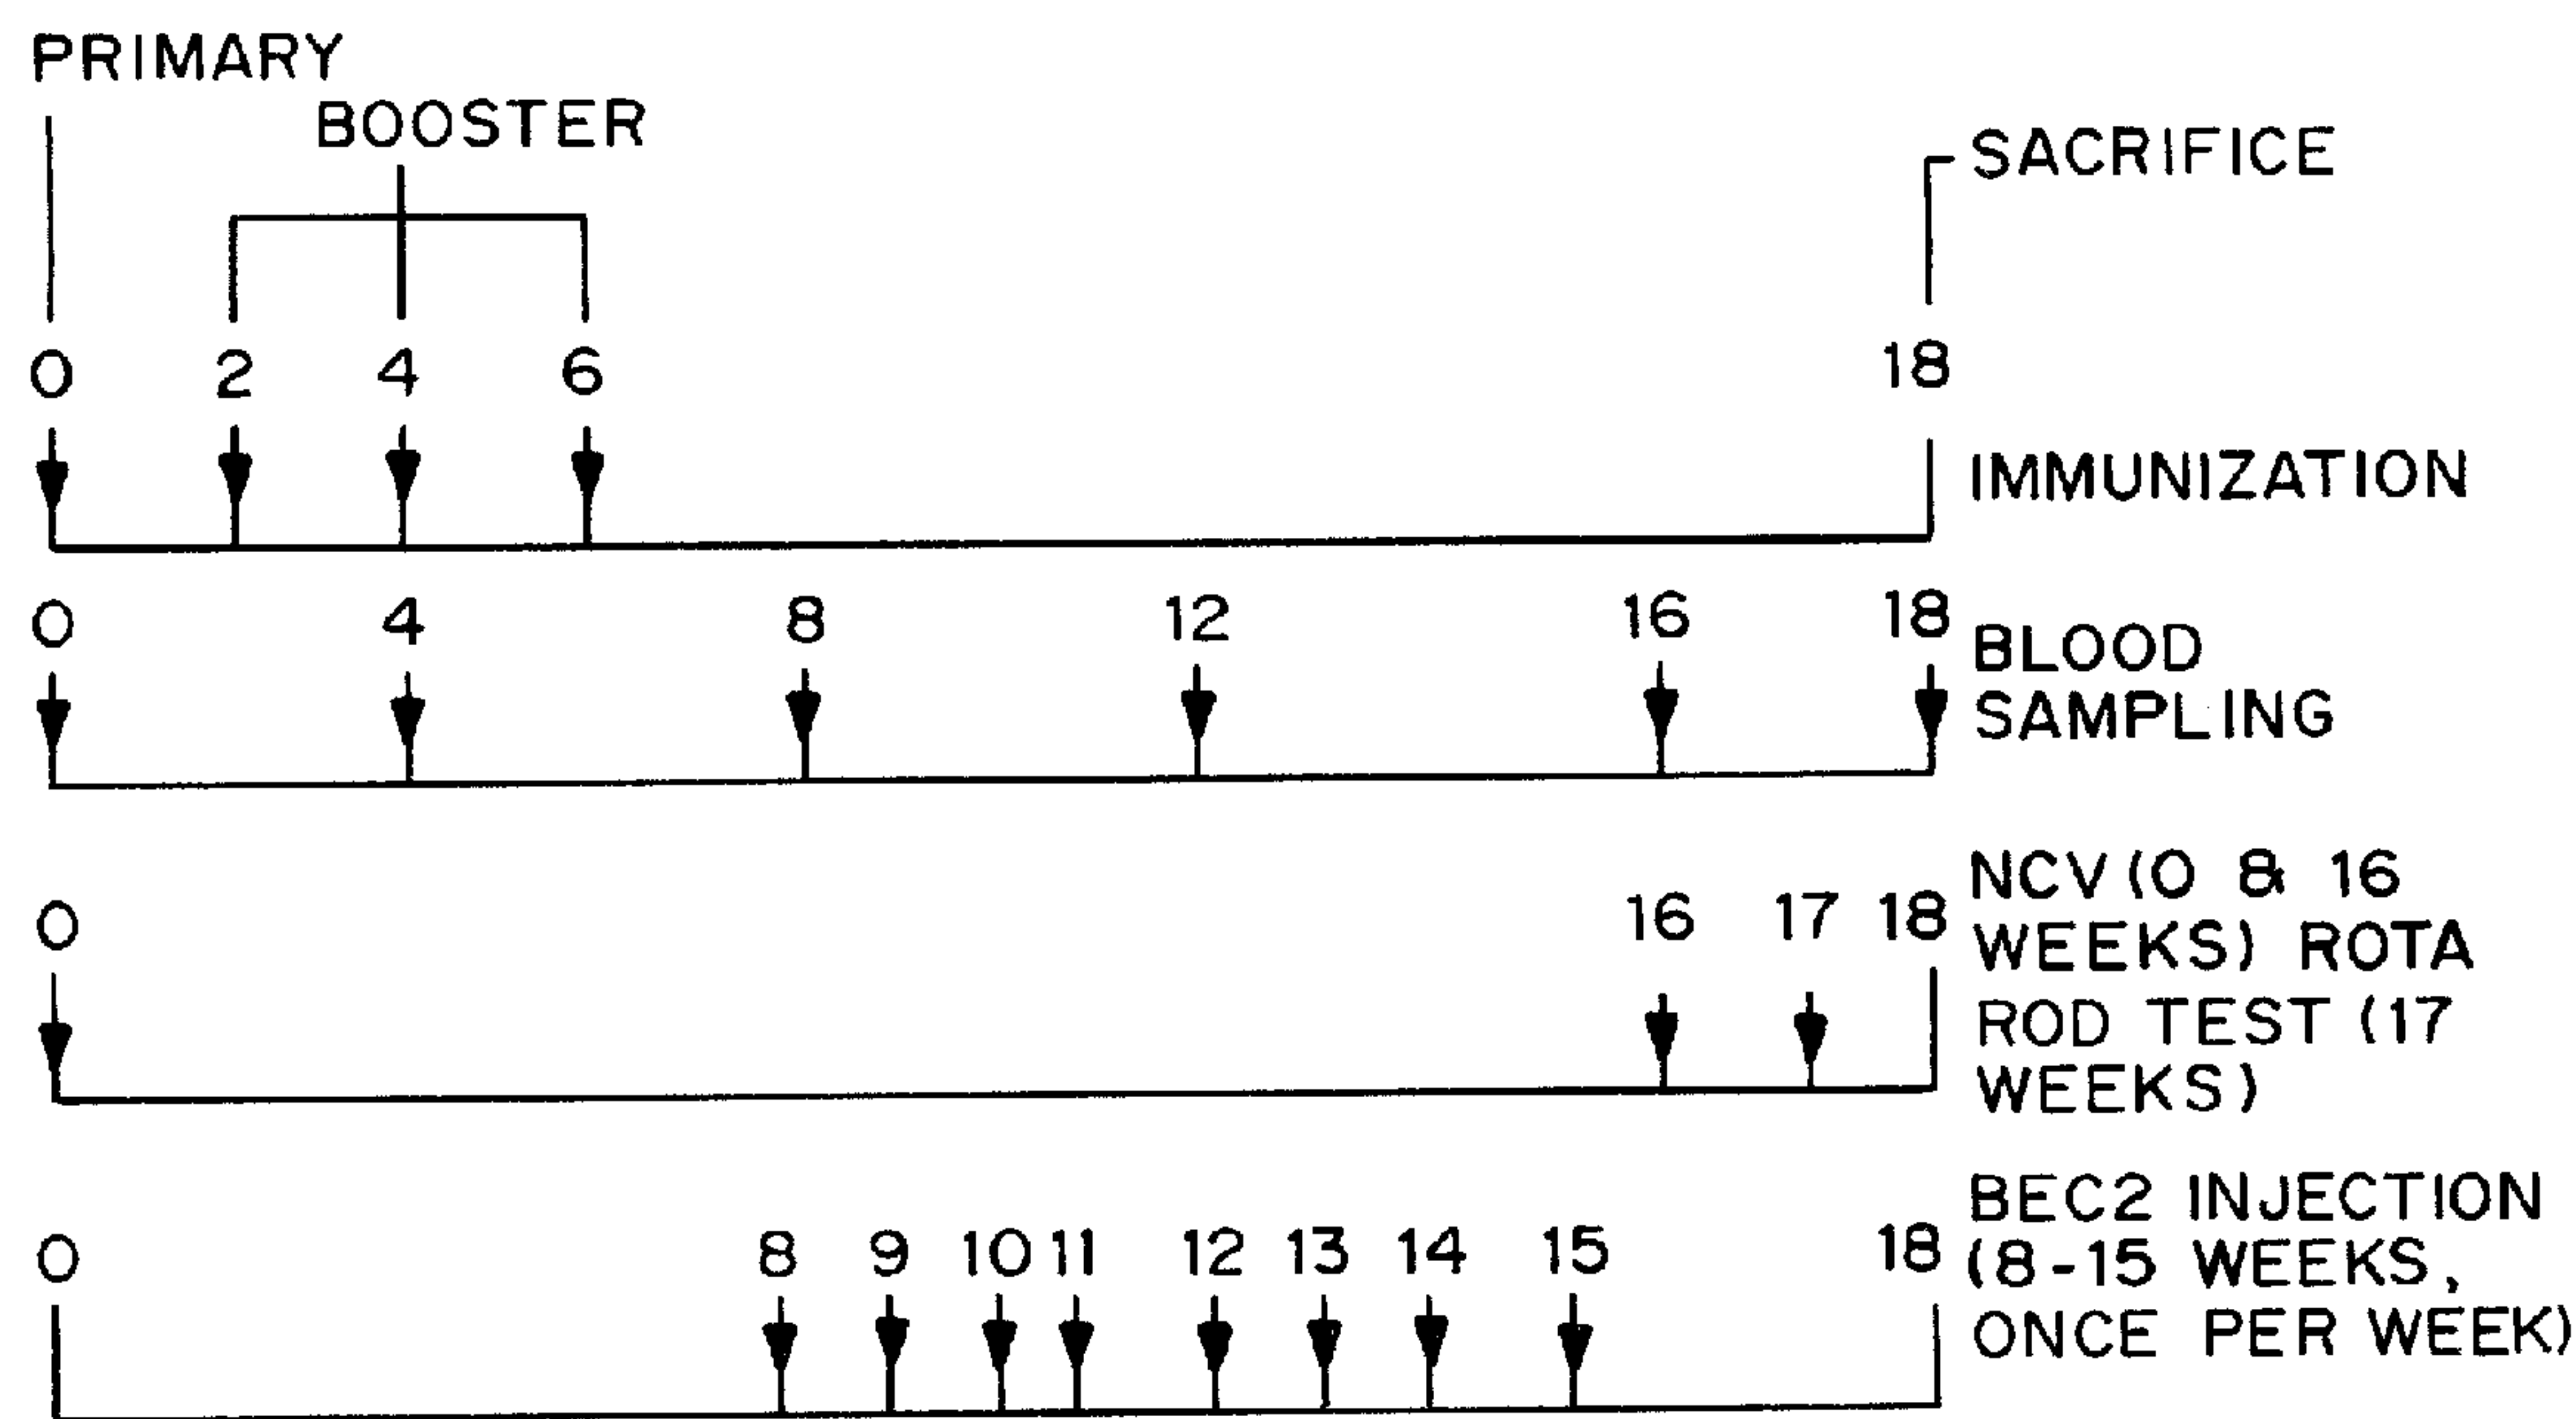 PRIMARY
BOOSTER
SACRIFICE
0 2 4 6 18
IMMUNIZATION
0 4 8 12 16 18
BLOOD
SAMPLING
0 16 17 18
NCV (0 & 16
WEEKS) ROTA
ROD TEST (17
WEEKS)
0 8 9 10 11 12 13 14 15 18
BEC2 INJECTION
(8-15 WEEKS,
ONCE PER WEEK)